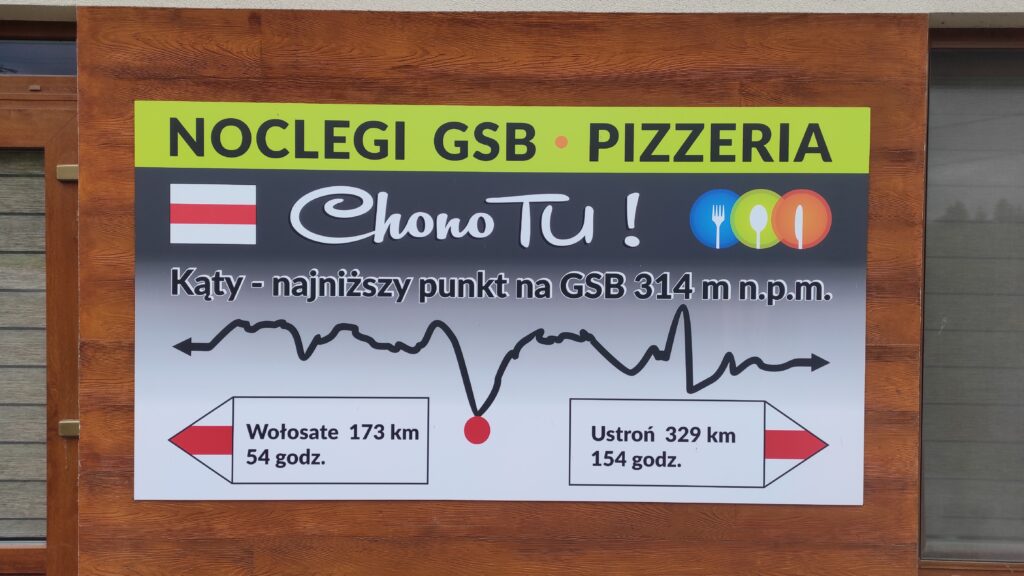 NOCLEGI GSB • PIZZERIA
Chono TU !
Kąty - najniższy punkt na GSB 314 m n.p.m.
Wołosate 173 km
54 godz.
Ustroń 329 km
154 godz.